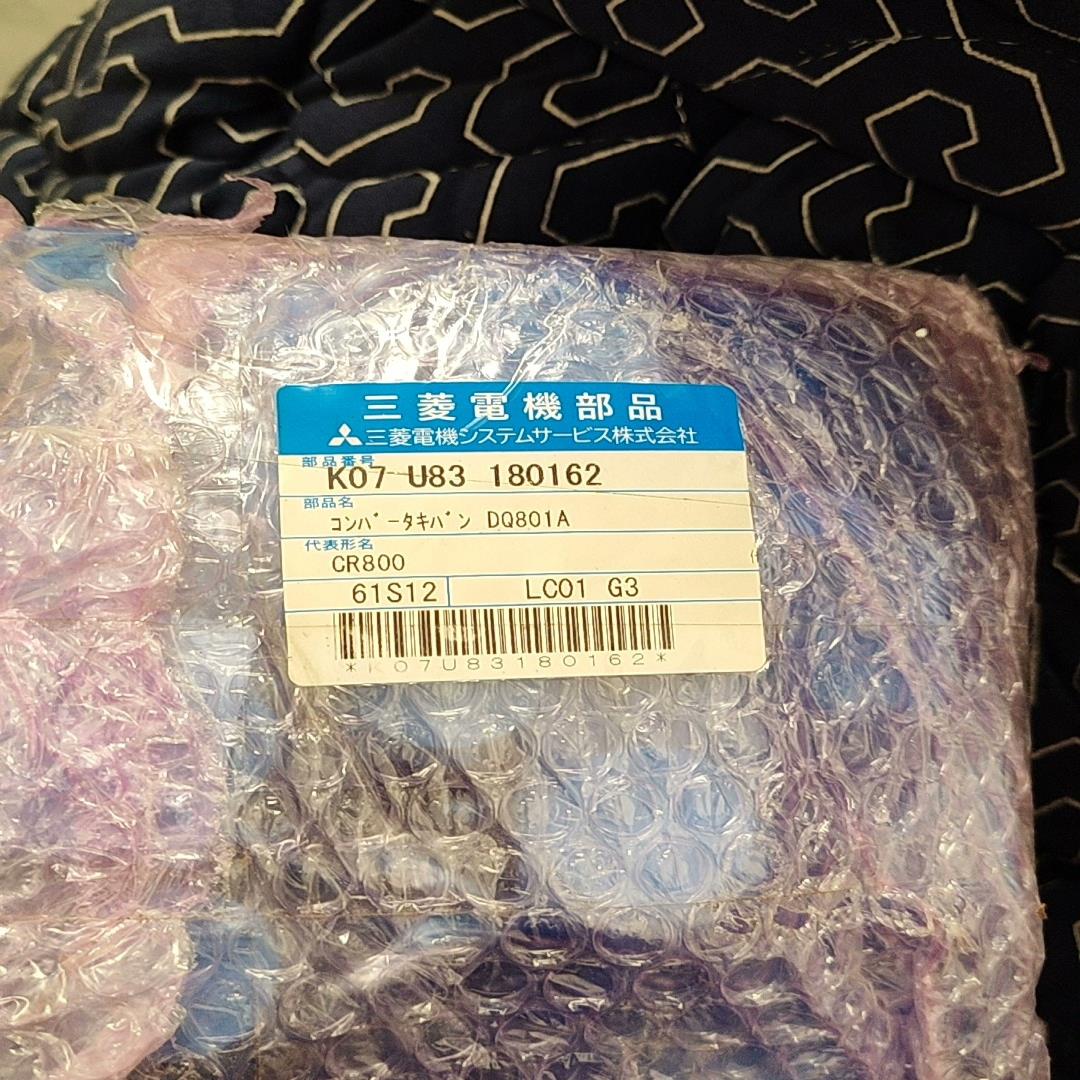 三菱電機部品
三菱電機システムサービス株式会社
部品番号
K07 U83 180162
部品名
コンバータキバン DQ801A
代表形名
CR800
61S12 LC01 G3
*K07U83180162*